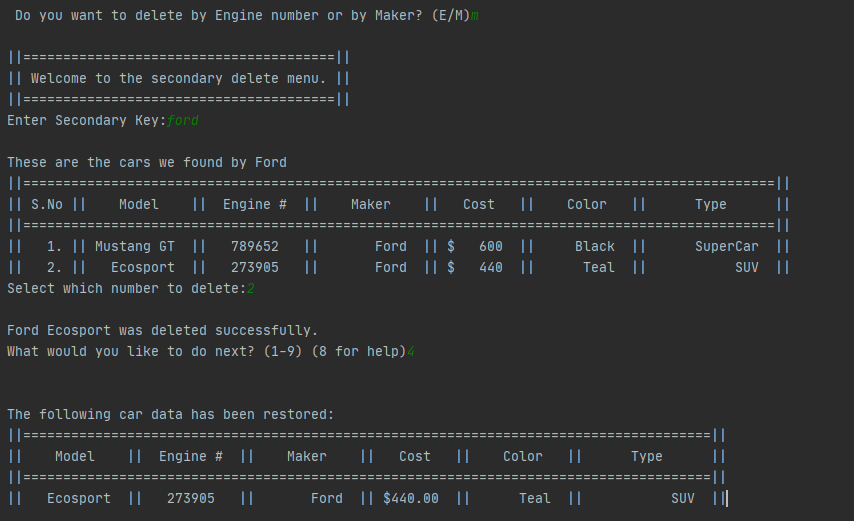 Do you want to delete by Engine number or by Maker? (E/M)m
||=======================================||
|| Welcome to the secondary delete menu. ||
||=======================================||
Enter Secondary Key:ford
These are the cars we found by Ford
||==============================================================================================||
|| S.No ||    Model    ||  Engine #  ||    Maker    ||   Cost   ||    Color   ||      Type      ||
||==============================================================================================||
||   1. || Mustang GT  ||   789652   ||       Ford  || $   600  ||     Black  ||      SuperCar  ||
||   2. ||   Ecosport  ||   273905   ||       Ford  || $   440  ||      Teal  ||           SUV  ||
Select which number to delete:2
Ford Ecosport was deleted successfully.
What would you like to do next? (1-9) (8 for help)4
The following car data has been restored:
||======================================================================================||
||    Model    ||  Engine #  ||    Maker    ||   Cost   ||    Color   ||      Type      ||
||======================================================================================||
||   Ecosport  ||   273905   ||       Ford  || $440.00  ||      Teal  ||           SUV  ||